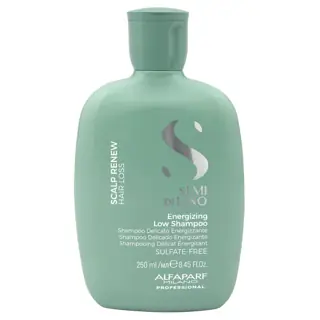 SCALP RENEW
HAIR LOSS
SEMI
DI LINO
Energizing
Low Shampoo
Shampoo Delicato Energizzante
Shampoo Delicado Energizante
Shampooing Délicat Énergisant
SULFATE-FREE
250 ml / 8.45 Fl.Oz.
ALFAPARF
MILANO
PROFESSIONAL